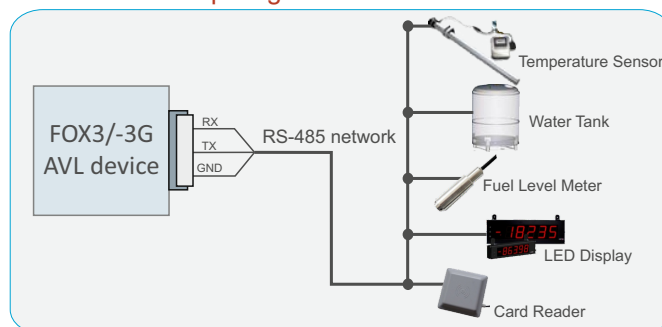 FOX3/-3G
AVL device
RX
TX
GND
RS-485 network
Temperature Sensor
Water Tank
Fuel Level Meter
-18235
-86398
LED Display
Card Reader